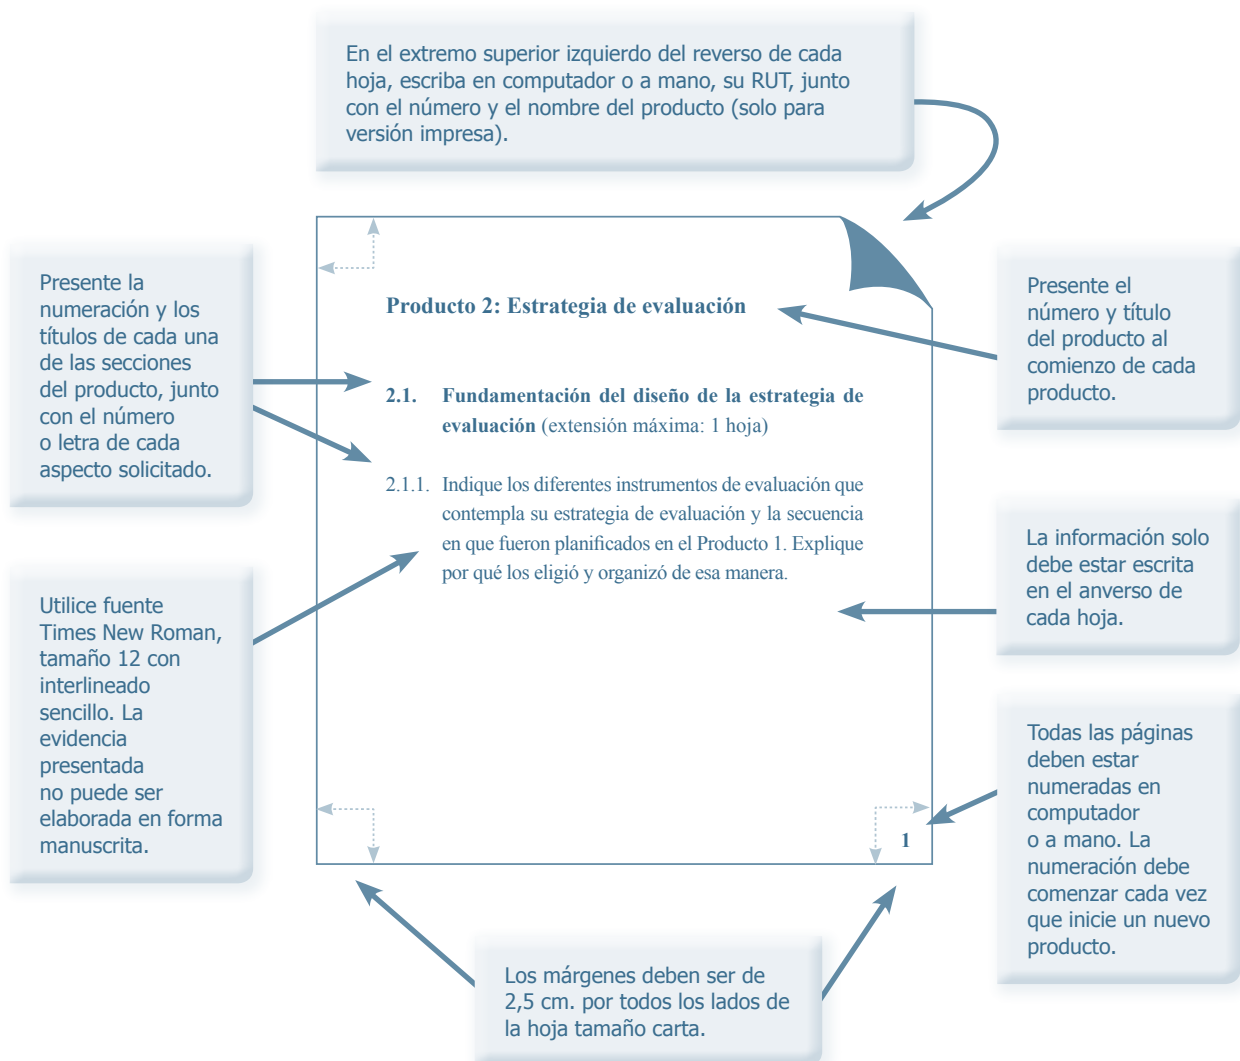 En el extremo superior izquierdo del reverso de cada
hoja, escriba en computador o a mano, su RUT, junto
con el número y el nombre del producto (solo para
versión impresa).
Presente la
numeración y los
títulos de cada una
de las secciones
del producto, junto
con el número
o letra de cada
aspecto solicitado.
Utilice fuente
Times New Roman,
tamaño 12 con
interlineado
sencillo. La
evidencia
presentada
no puede ser
elaborada en forma
manuscrita.
Producto 2: Estrategia de evaluación
2.1. Fundamentación del diseño de la estrategia de
evaluación (extensión máxima: 1 hoja)
2.1.1. Indique los diferentes instrumentos de evaluación que
contempla su estrategia de evaluación y la secuencia
en que fueron planificados en el Producto 1. Explique
por qué los eligió y organizó de esa manera.
1
Presente el
número y título
del producto al
comienzo de cada
producto.
La información solo
debe estar escrita
en el anverso de
cada hoja.
Todas las páginas
deben estar
numeradas en
computador
o a mano. La
numeración debe
comenzar cada vez
que inicie un nuevo
producto.
Los márgenes deben ser de
2,5 cm. por todos los lados de
la hoja tamaño carta.